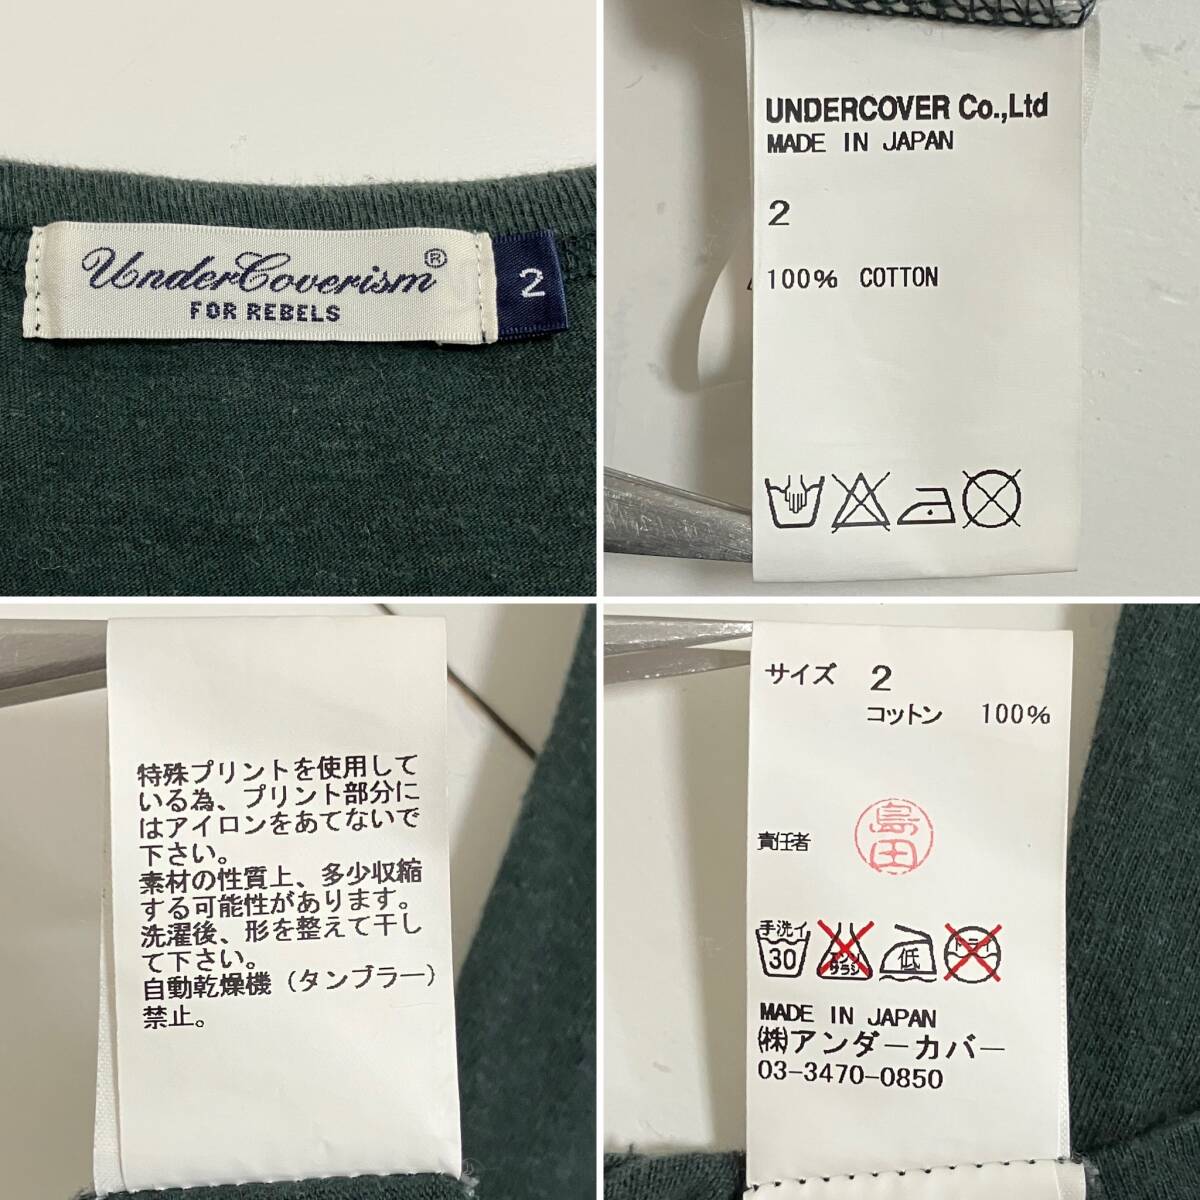 UnderCoverism®
FOR REBELS
2
UNDERCOVER Co.,Ltd
MADE IN JAPAN
2
100% COTTON
特殊プリントを使用して
いる為、プリント部分に
はアイロンをあてないで
下さい。
素材の性質上、多少収縮
する可能性があります。
洗濯後、形を整えて干し
て下さい。
自動乾燥機（タンブラー）
禁止。
サイズ 2
コットン 100%
責任者
島田
手洗イ
30
エンソ
サラシ
低
ドライ
MADE IN JAPAN
㈱アンダーカバー
03-3470-0850